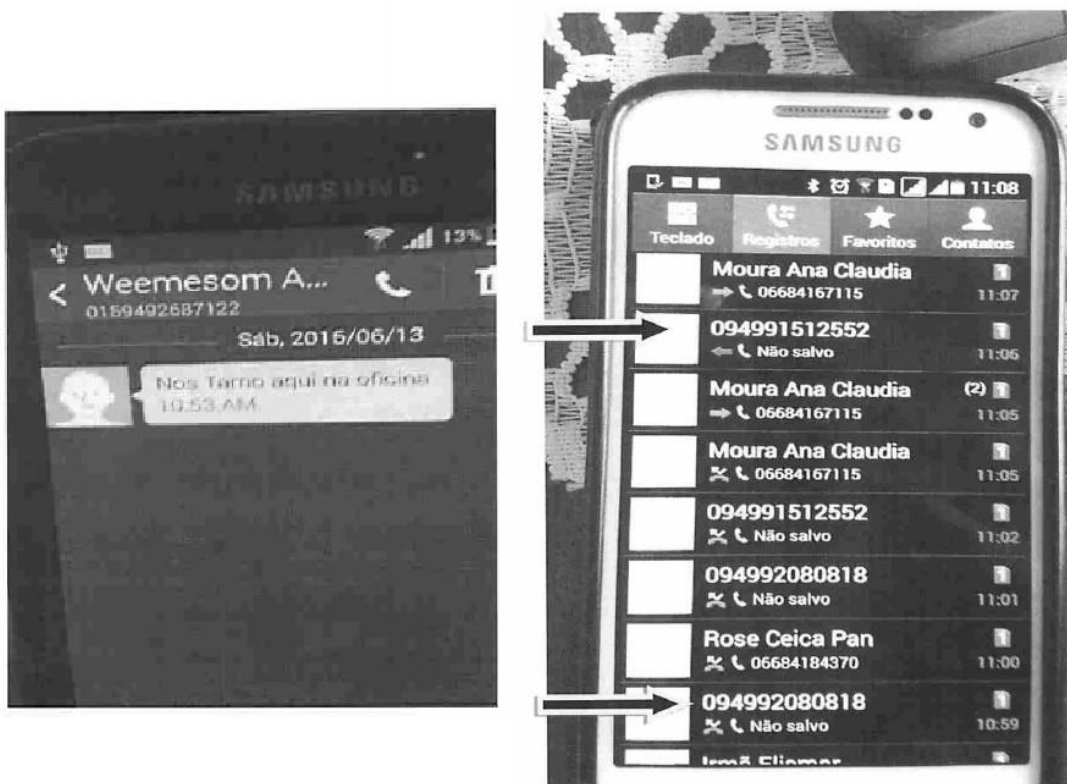 SAMSUNG
13%
Weemesom A...
0159492687122
Sáb, 2015/06/13
Nos Tamo aqui na oficina
10:53 AM
SAMSUNG
11:08
Teclado
Registros
Favoritos
Contatos
Moura Ana Claudia
06684167115
11:07
094991512552
Não salvo
11:06
Moura Ana Claudia
(2)
06684167115
11:05
Moura Ana Claudia
06684167115
11:05
094991512552
Não salvo
11:02
094992080818
Não salvo
11:01
Rose Ceica Pan
06684184370
11:00
094992080818
Não salvo
10:59
Irmã Eliomar